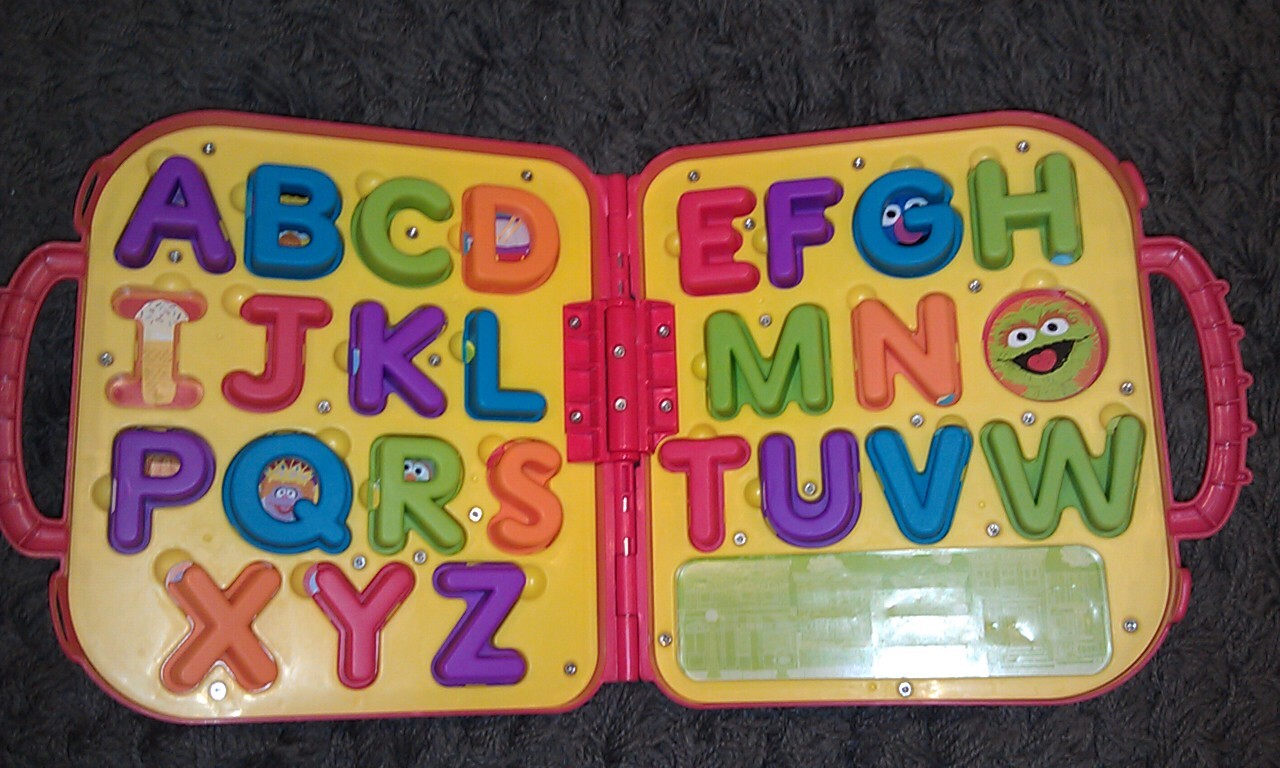 ABCD
EFGH
IJKL
MN
PQRS
TUVW
XYZ